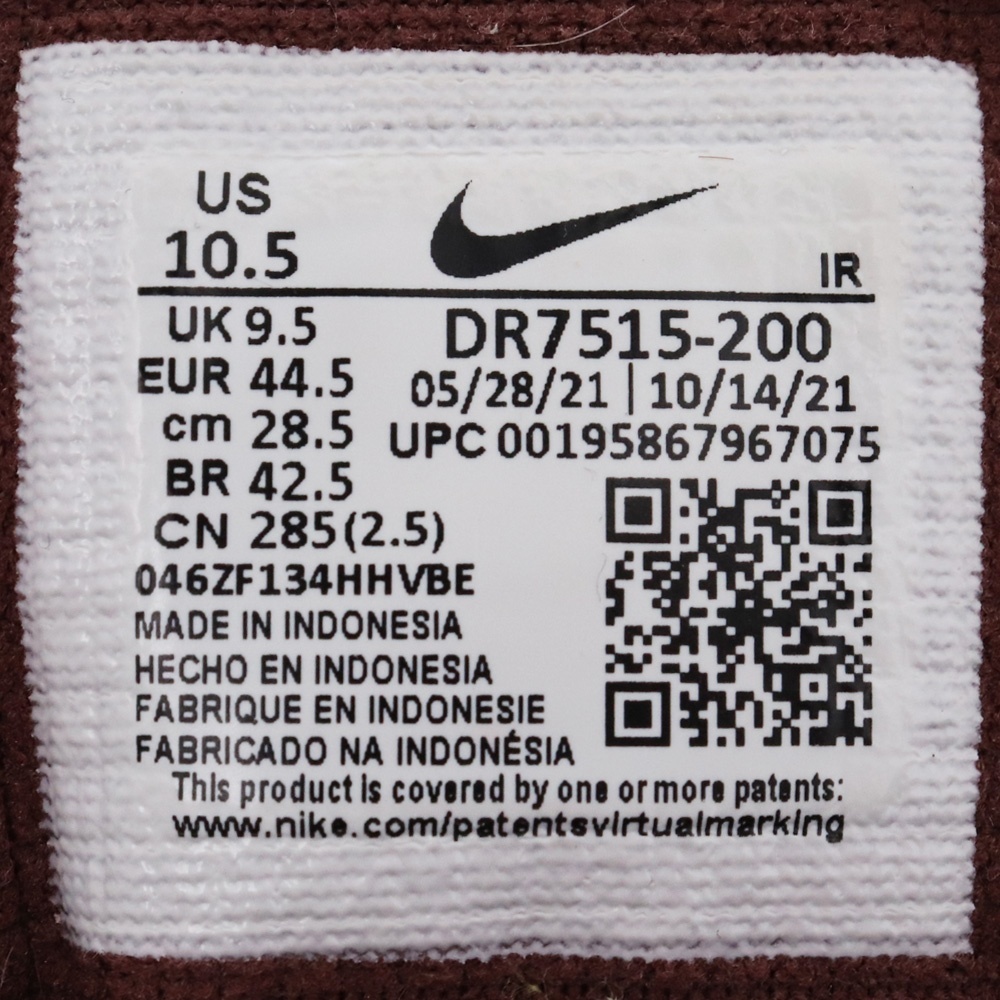 US
10.5
IR
UK 9.5
EUR 44.5
cm 28.5
BR 42.5
CN 285(2.5)
DR7515-200
05/28/21 | 10/14/21
UPC 00195867967075
046ZF134HHVBE
MADE IN INDONESIA
HECHO EN INDONESIA
FABRIQUE EN INDONESIE
FABRICADO NA INDONÉSIA
This product is covered by one or more patents:
www.nike.com/patentsvirtualmarking